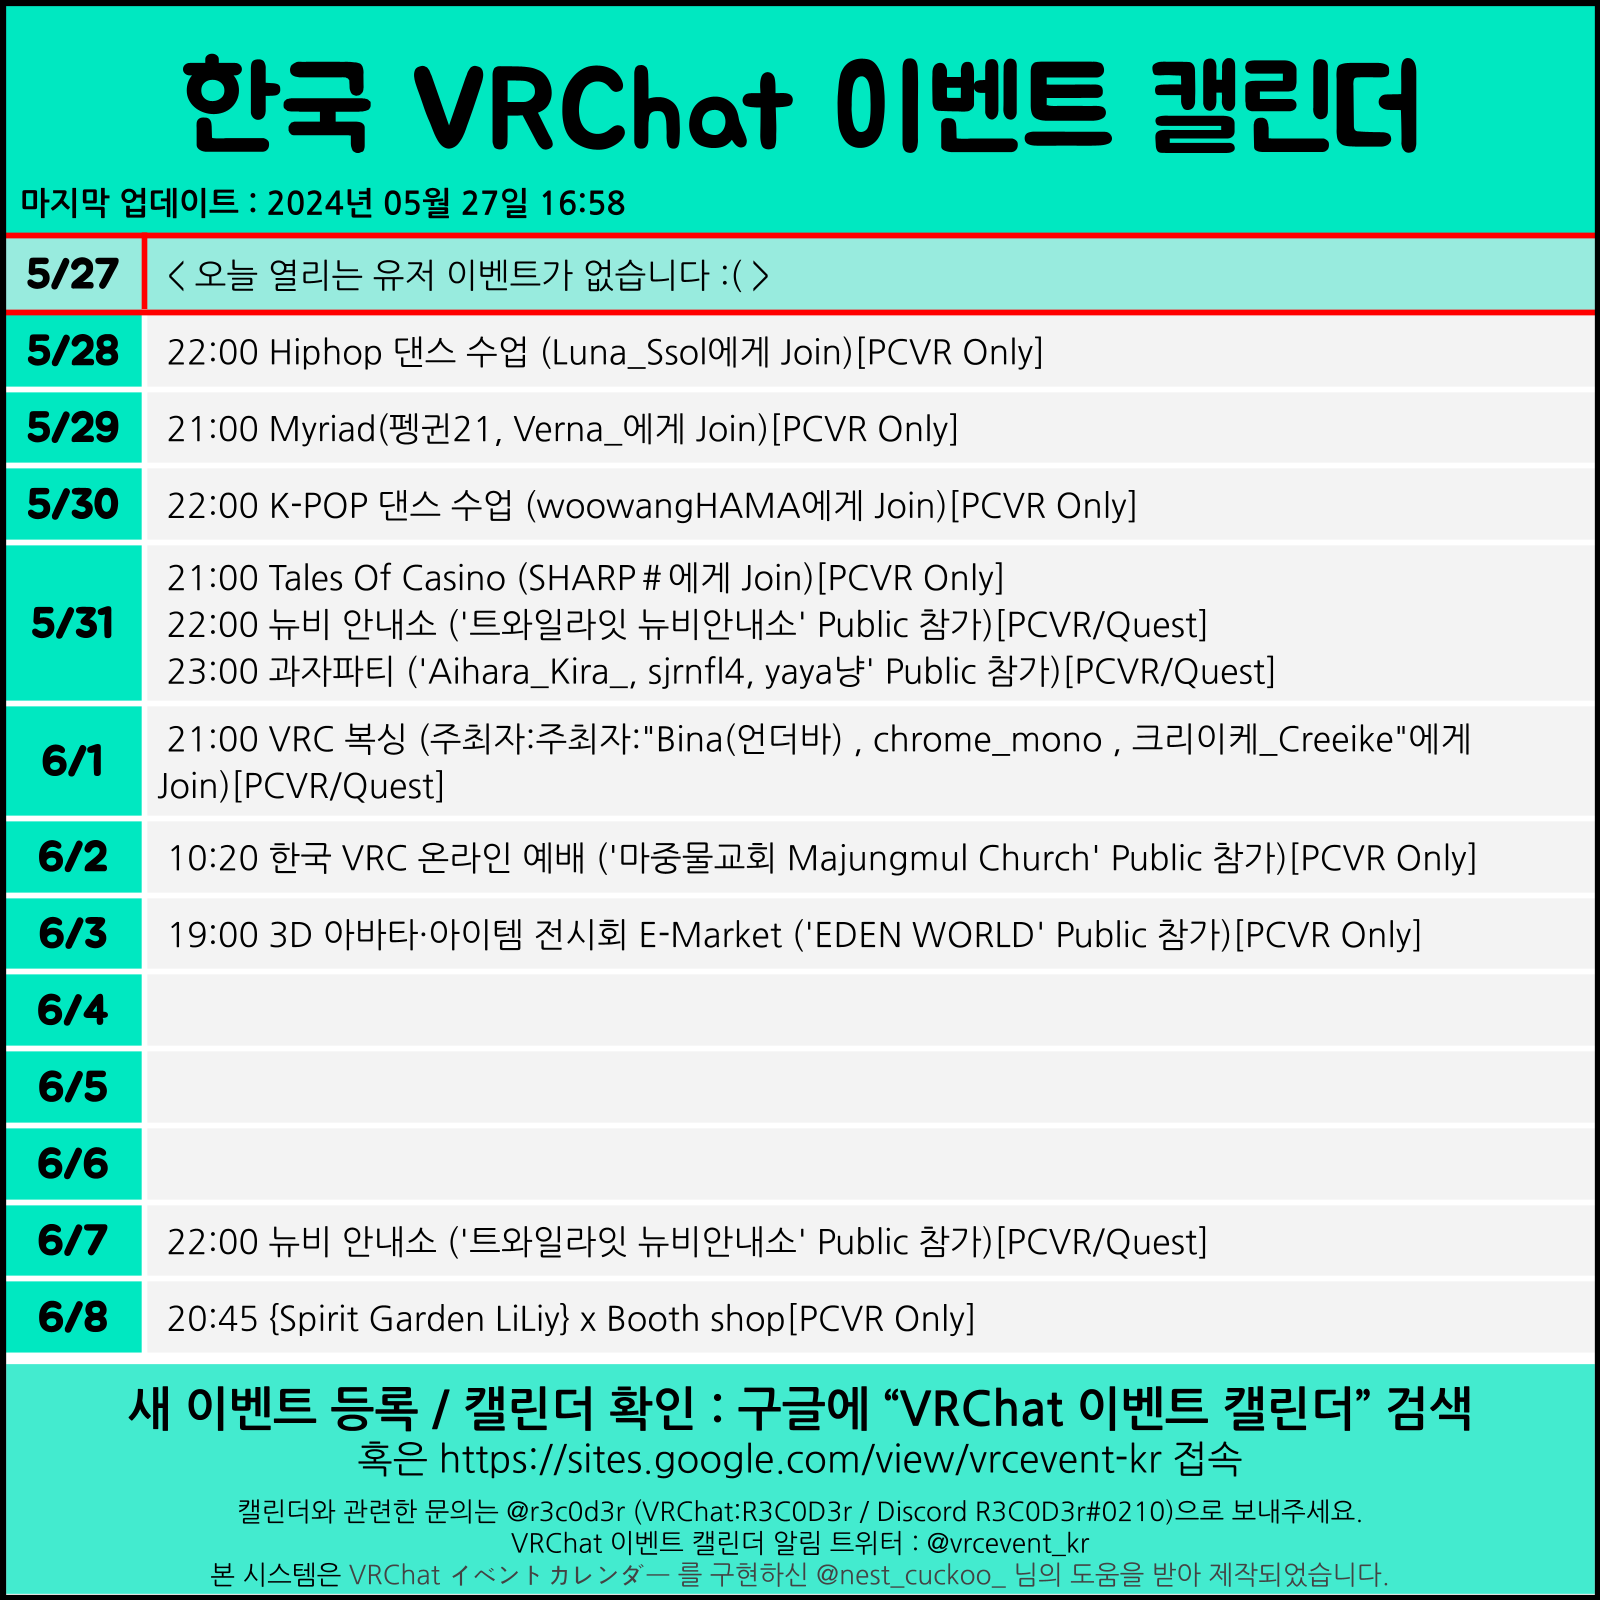 한국 VRChat 이벤트 캘린더
마지막 업데이트 : 2024년 05월 27일 16:58
5/27 < 오늘 열리는 유저 이벤트가 없습니다 :( >
5/28 22:00 Hiphop 댄스 수업 (Luna_Ssol에게 Join)[PCVR Only]
5/29 21:00 Myriad(펭귄21, Verna_에게 Join)[PCVR Only]
5/30 22:00 K-POP 댄스 수업 (woowangHAMA에게 Join)[PCVR Only]
5/31 21:00 Tales Of Casino (SHARP＃에게 Join)[PCVR Only]
22:00 뉴비 안내소 ('트와일라잇 뉴비안내소' Public 참가)[PCVR/Quest]
23:00 과자파티 ('Aihara_Kira_, sjrnfl4, yaya냥' Public 참가)[PCVR/Quest]
6/1 21:00 VRC 복싱 (주최자:주최자:"Bina(언더바) , chrome_mono , 크리이케_Creeike"에게
Join)[PCVR/Quest]
6/2 10:20 한국 VRC 온라인 예배 ('마중물교회 Majungmul Church' Public 참가)[PCVR Only]
6/3 19:00 3D 아바타·아이템 전시회 E-Market ('EDEN WORLD' Public 참가)[PCVR Only]
6/4
6/5
6/6
6/7 22:00 뉴비 안내소 ('트와일라잇 뉴비안내소' Public 참가)[PCVR/Quest]
6/8 20:45 {Spirit Garden LiLiy} x Booth shop[PCVR Only]
새 이벤트 등록 / 캘린더 확인 : 구글에 “VRChat 이벤트 캘린더” 검색
혹은 https://sites.google.com/view/vrcevent-kr 접속
캘린더와 관련한 문의는 @r3c0d3r (VRChat:R3C0D3r / Discord R3C0D3r#0210)으로 보내주세요.
VRChat 이벤트 캘린더 알림 트위터 : @vrcevent_kr
본 시스템은 VRChat イベントカレンダー 를 구현하신 @nest_cuckoo_ 님의 도움을 받아 제작되었습니다.